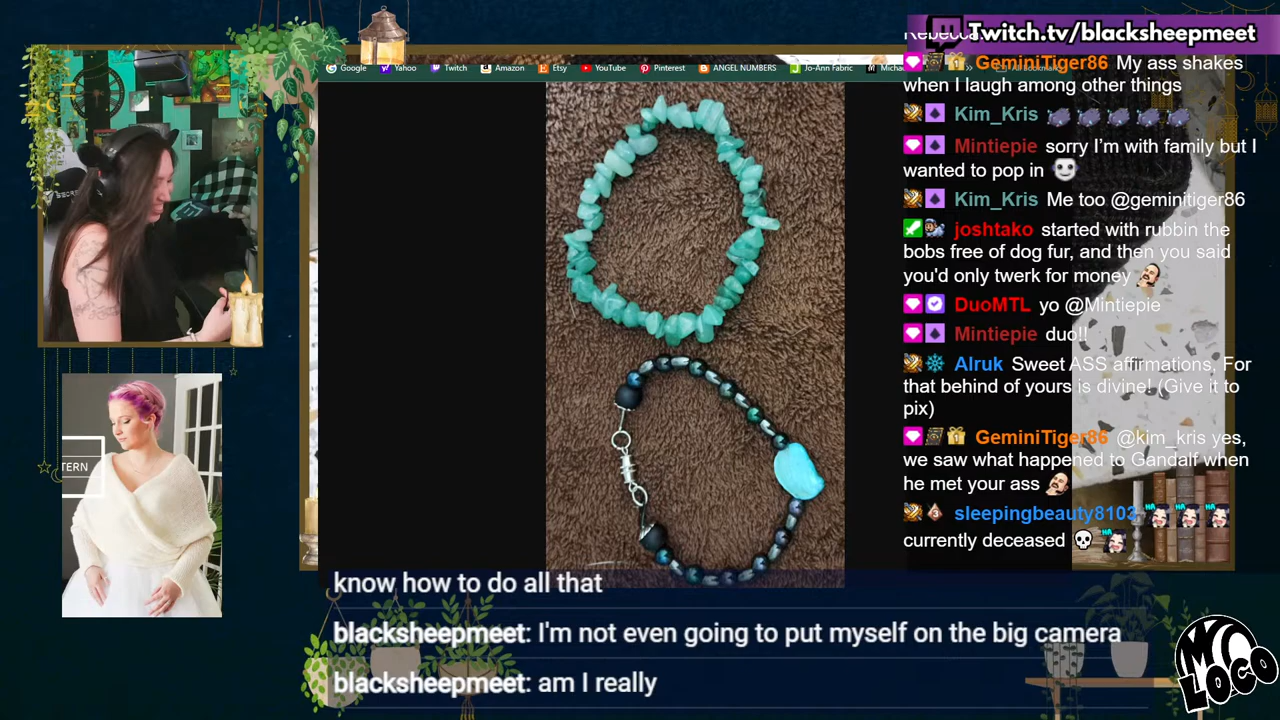 Twitch.tv/blacksheepmeet
Google Yahoo Twitch Amazon Etsy YouTube Pinterest ANGEL NUMBERS Jo-Ann Fabric
GeminiTiger86 My ass shakes
when I laugh among other things
Kim_Kris
Mintiepie sorry I'm with family but I
wanted to pop in
Kim_Kris Me too @geminitiger86
joshtako started with rubbin the
bobs free of dog fur, and then you said
you'd only twerk for money
DuoMTL yo @Mintiepie
Mintiepie duo!!
Alruk Sweet ASS affirmations, For
that behind of yours is divine! (Give it to
pix)
GeminiTiger86 @kim_kris yes,
we saw what happened to Gandalf when
he met your ass
sleepingbeauty8103
currently deceased
TERN
know how to do all that
blacksheepmeet: I'm not even going to put myself on the big camera
blacksheepmeet: am I really
MC
LOCO